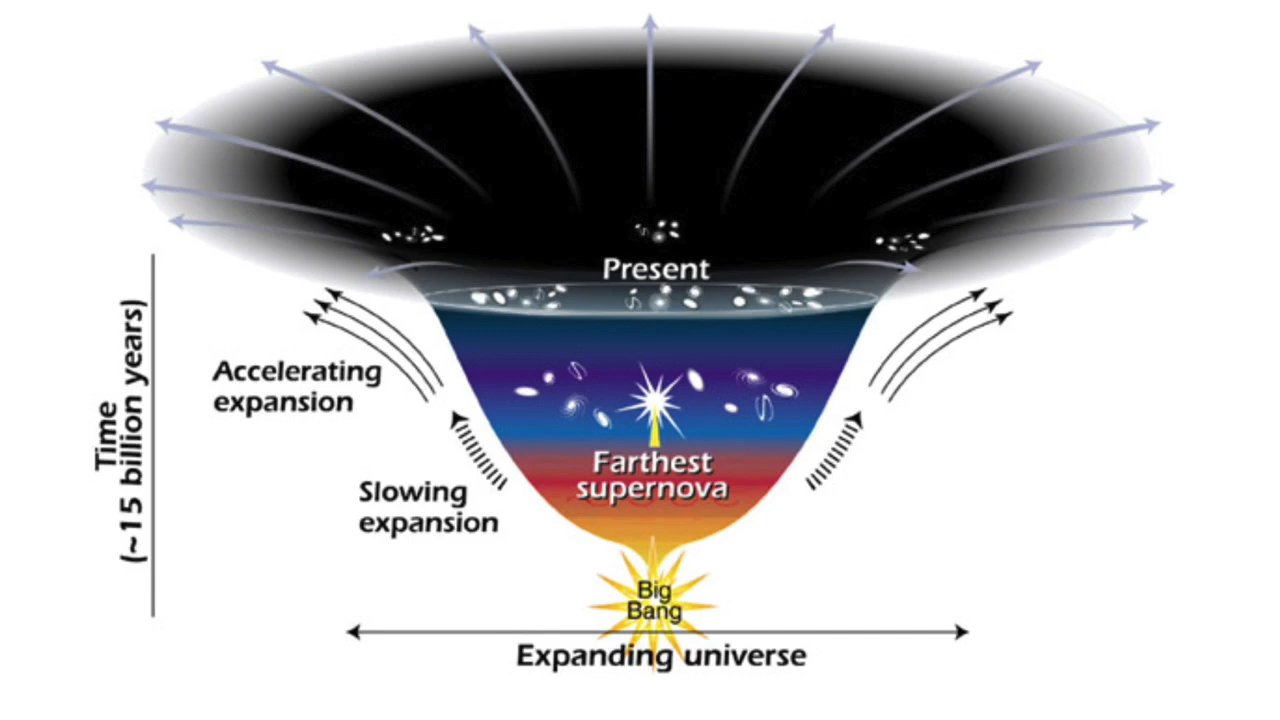 Present
Accelerating
expansion
Time
(~15 billion years)
Farthest
supernova
Slowing
expansion
Big
Bang
Expanding universe